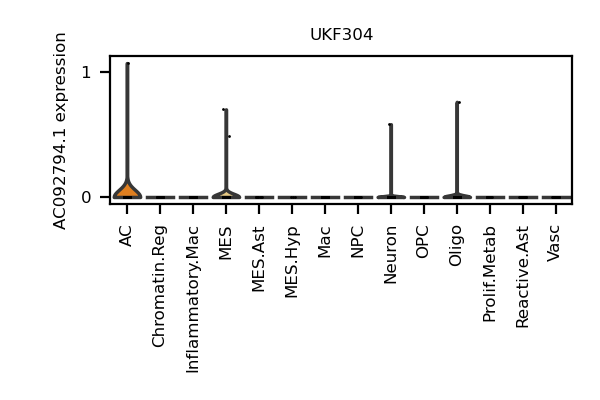 UKF304
AC092794.1 expression
1
0
AC
Chromatin.Reg
Inflammatory.Mac
MES
MES.Ast
MES.Hyp
Mac
NPC
Neuron
OPC
Oligo
Prolif.Metab
Reactive.Ast
Vasc